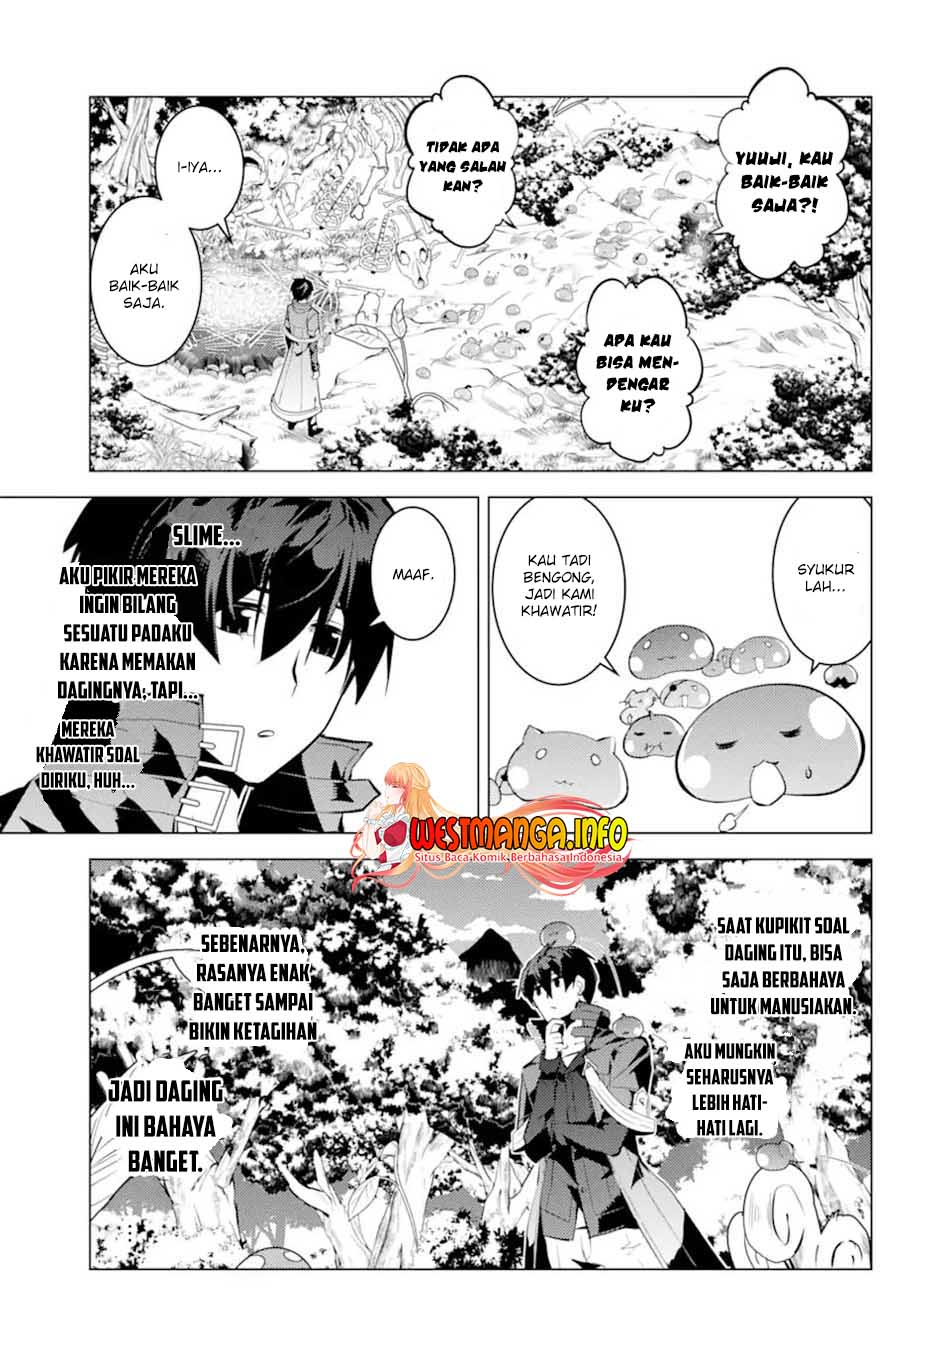 YUUJI, KAU
BAIK-BAIK
SAJA?!
TIDAK ADA
YANG SALAH
KAN?
APA KAU
BISA MEN-
DENGAR
KU?
I-IYA...
AKU
BAIK-BAIK
SAJA.
SYUKUR
LAH...
KAU TADI
BENGONG,
JADI KAMI
KHAWATIR!
MAAF.
SLIME...
AKU PIKIR MEREKA
INGIN BILANG
SESUATU PADAKU
KARENA MEMAKAN
DAGINGNYA, TAPI...
MEREKA
KHAWATIR SOAL
DIRIKU, HUH...
WESTMANGA.INFO
Situs Baca Komik Berbahasa Indonesia
SAAT KUPIKIT SOAL
DAGING ITU, BISA
SAJA BERBAHAYA
UNTUK MANUSIAKAN.
AKU MUNGKIN
SEHARUSNYA
LEBIH HATI-
HATI LAGI.
SEBENARNYA,
RASANYA ENAK
BANGET SAMPAI
BIKIN KETAGIHAN
JADI DAGING
INI BAHAYA
BANGET.